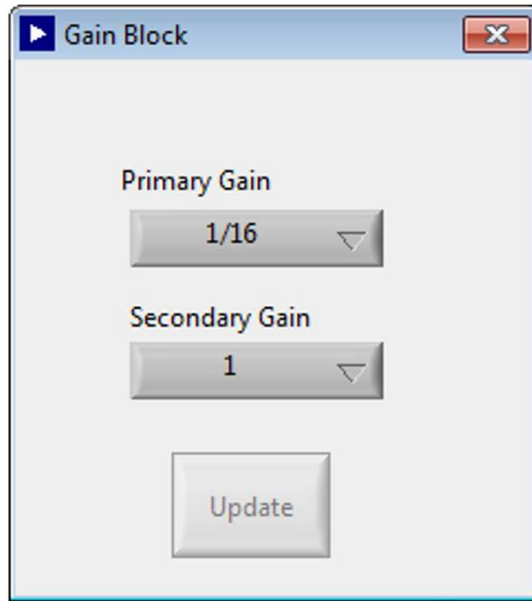 Gain Block
Primary Gain
1/16
Secondary Gain
1
Update